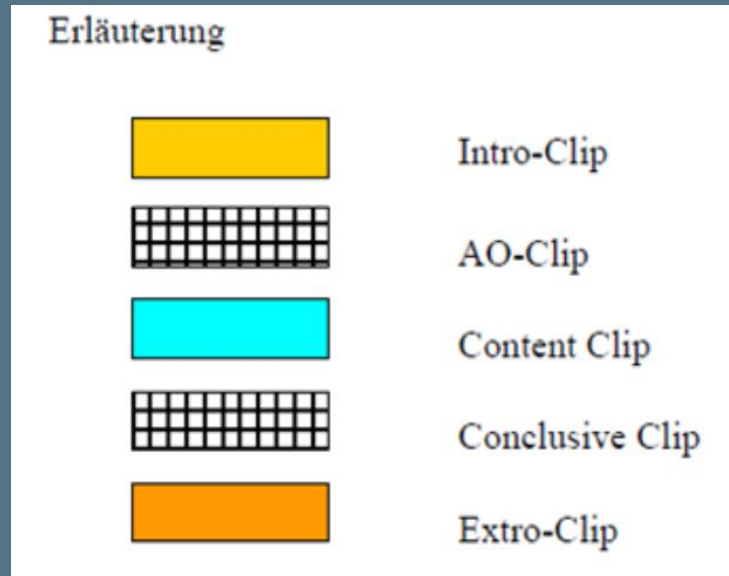 Erläuterung
Intro-Clip
AO-Clip
Content Clip
Conclusive Clip
Extro-Clip